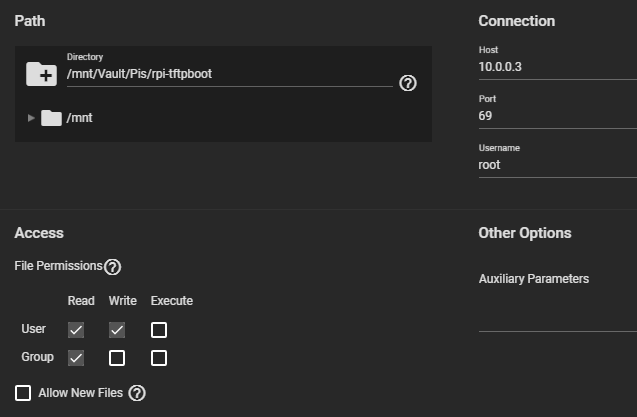 Path
Directory
/mnt/Vault/Pis/rpi-tftpboot
/mnt
Connection
Host
10.0.0.3
Port
69
Username
root
Access
File Permissions ?
Read Write Execute
User
Group
Allow New Files ?
Other Options
Auxiliary Parameters